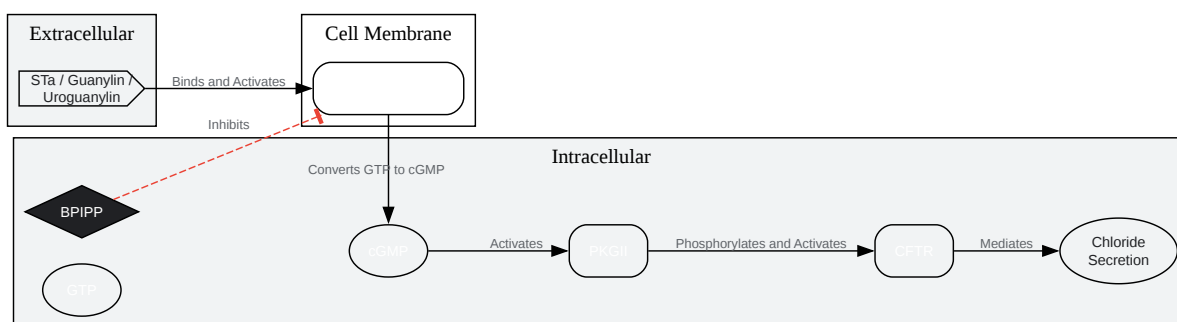 Extracellular
Cell Membrane
STa / Guanylin /
Uroguanylin
Binds and Activates
Inhibits
Intracellular
Converts GTP to cGMP
BPIPP
cGMP
Activates
PKGII
Phosphorylates and Activates
CFTR
Mediates
Chloride
Secretion
GTP